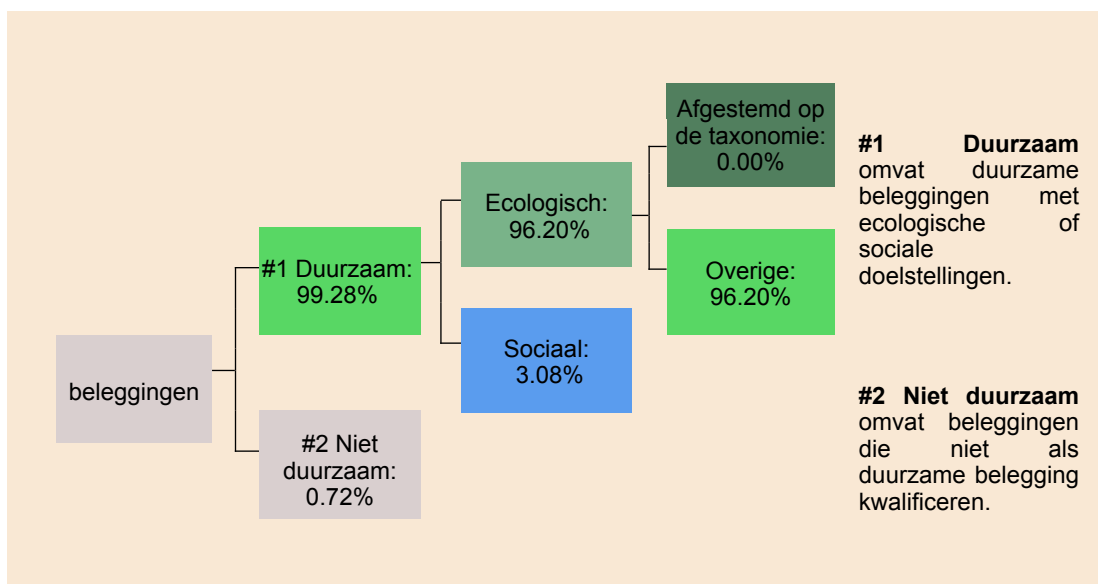 beleggingen
#1 Duurzaam:
99.28%
#2 Niet
duurzaam:
0.72%
Ecologisch:
96.20%
Sociaal:
3.08%
Afgestemd op
de taxonomie:
0.00%
Overige:
96.20%
#1 Duurzaam
omvat duurzame
beleggingen met
ecologische of
sociale
doelstellingen.
#2 Niet duurzaam
omvat beleggingen
die niet als
duurzame belegging
kwalificeren.